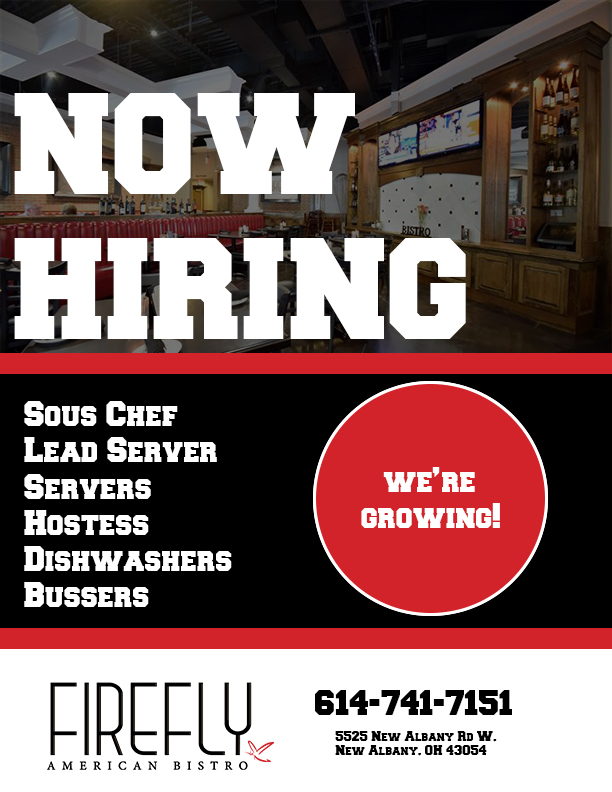 NOW
HIRING
BISTRO
Sous Chef
Lead Server
Servers
Hostess
Dishwashers
Bussers
WE'RE
GROWING!
FIREFLY
AMERICAN BISTRO
614-741-7151
5525 New Albany Rd W.
New Albany. OH 43054